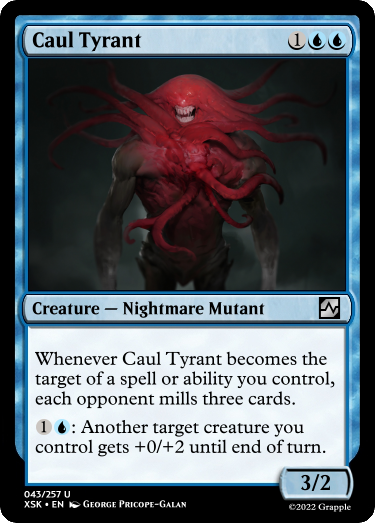 Caul Tyrant 1
Creature — Nightmare Mutant
Whenever Caul Tyrant becomes the
target of a spell or ability you control,
each opponent mills three cards.
1: Another target creature you
control gets +0/+2 until end of turn.
3/2
043/257 U
XSK • EN George Pricope-Galan
©2022 Grapple